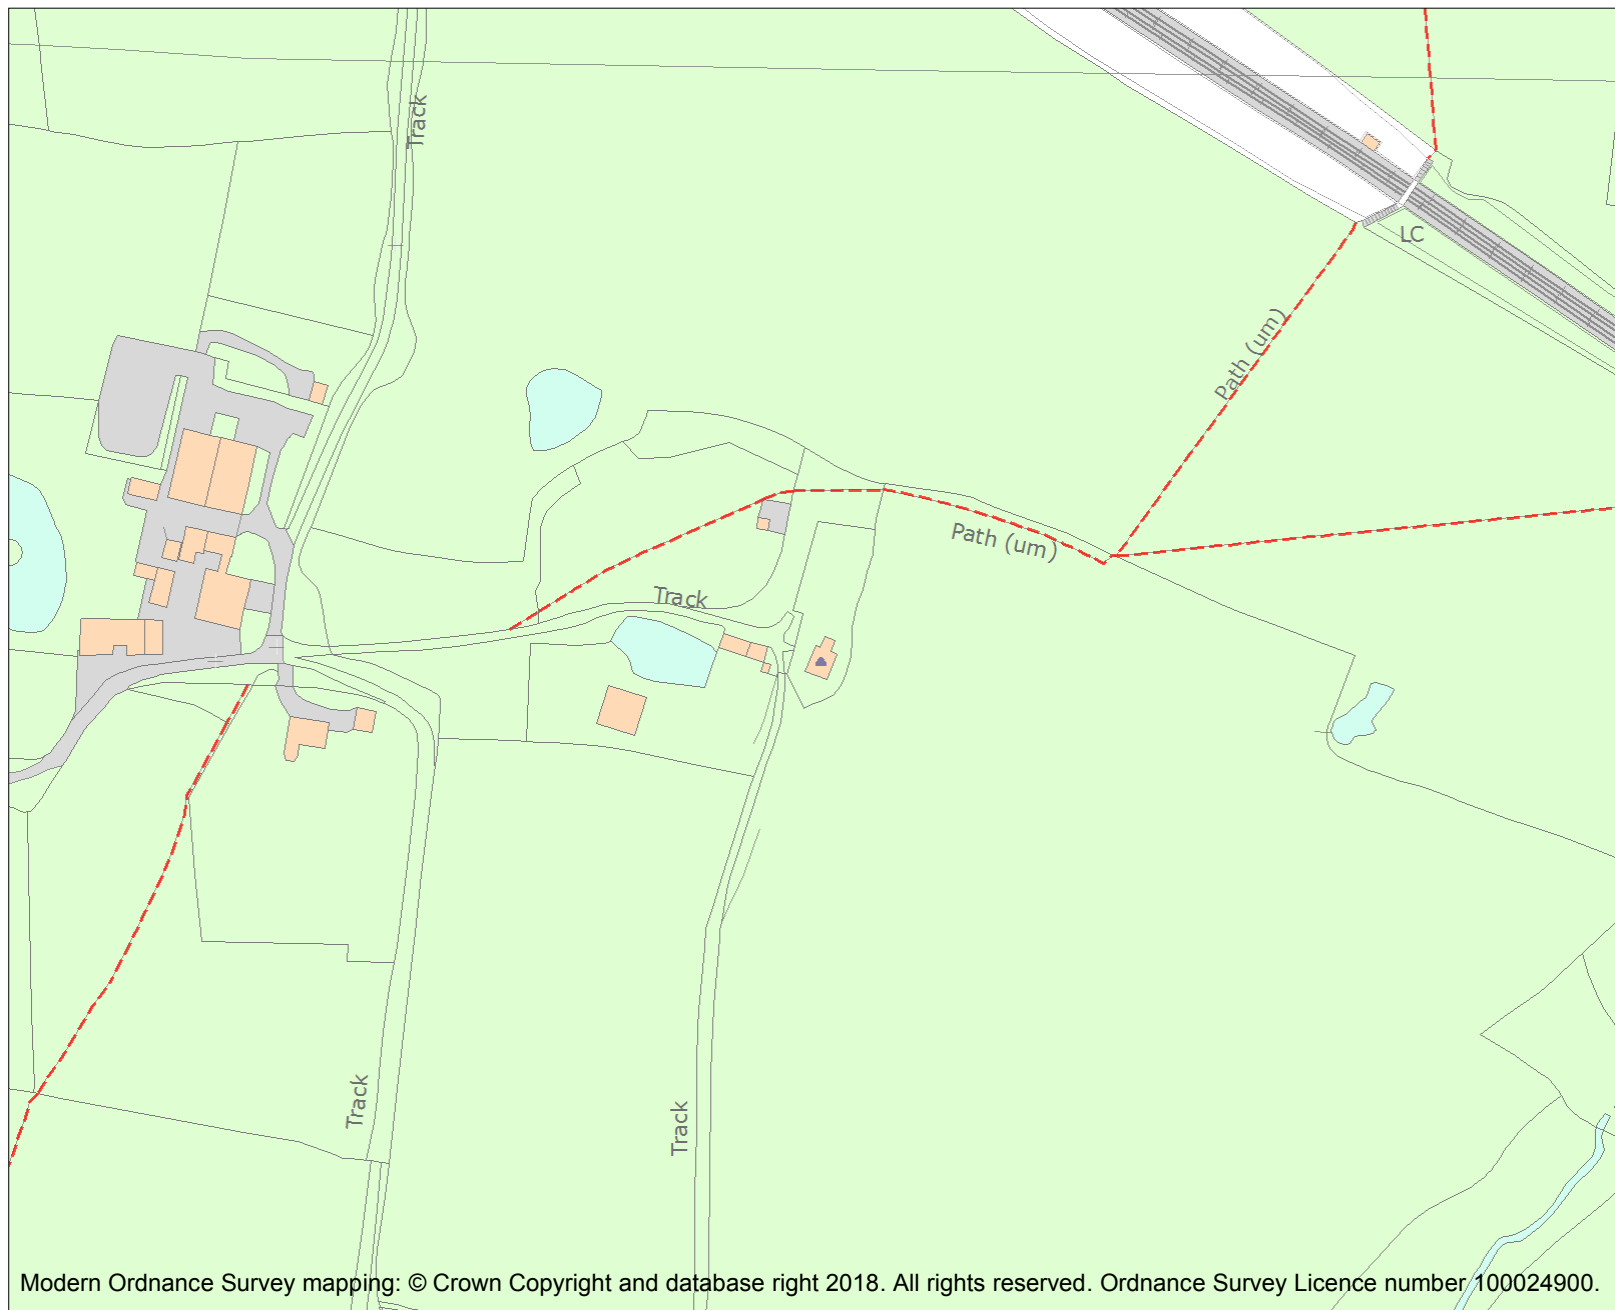 Track
LC
Path (um)
Path (um)
Track
Track
Track
Modern Ordnance Survey mapping: © Crown Copyright and database right 2018. All rights reserved. Ordnance Survey Licence number 100024900.